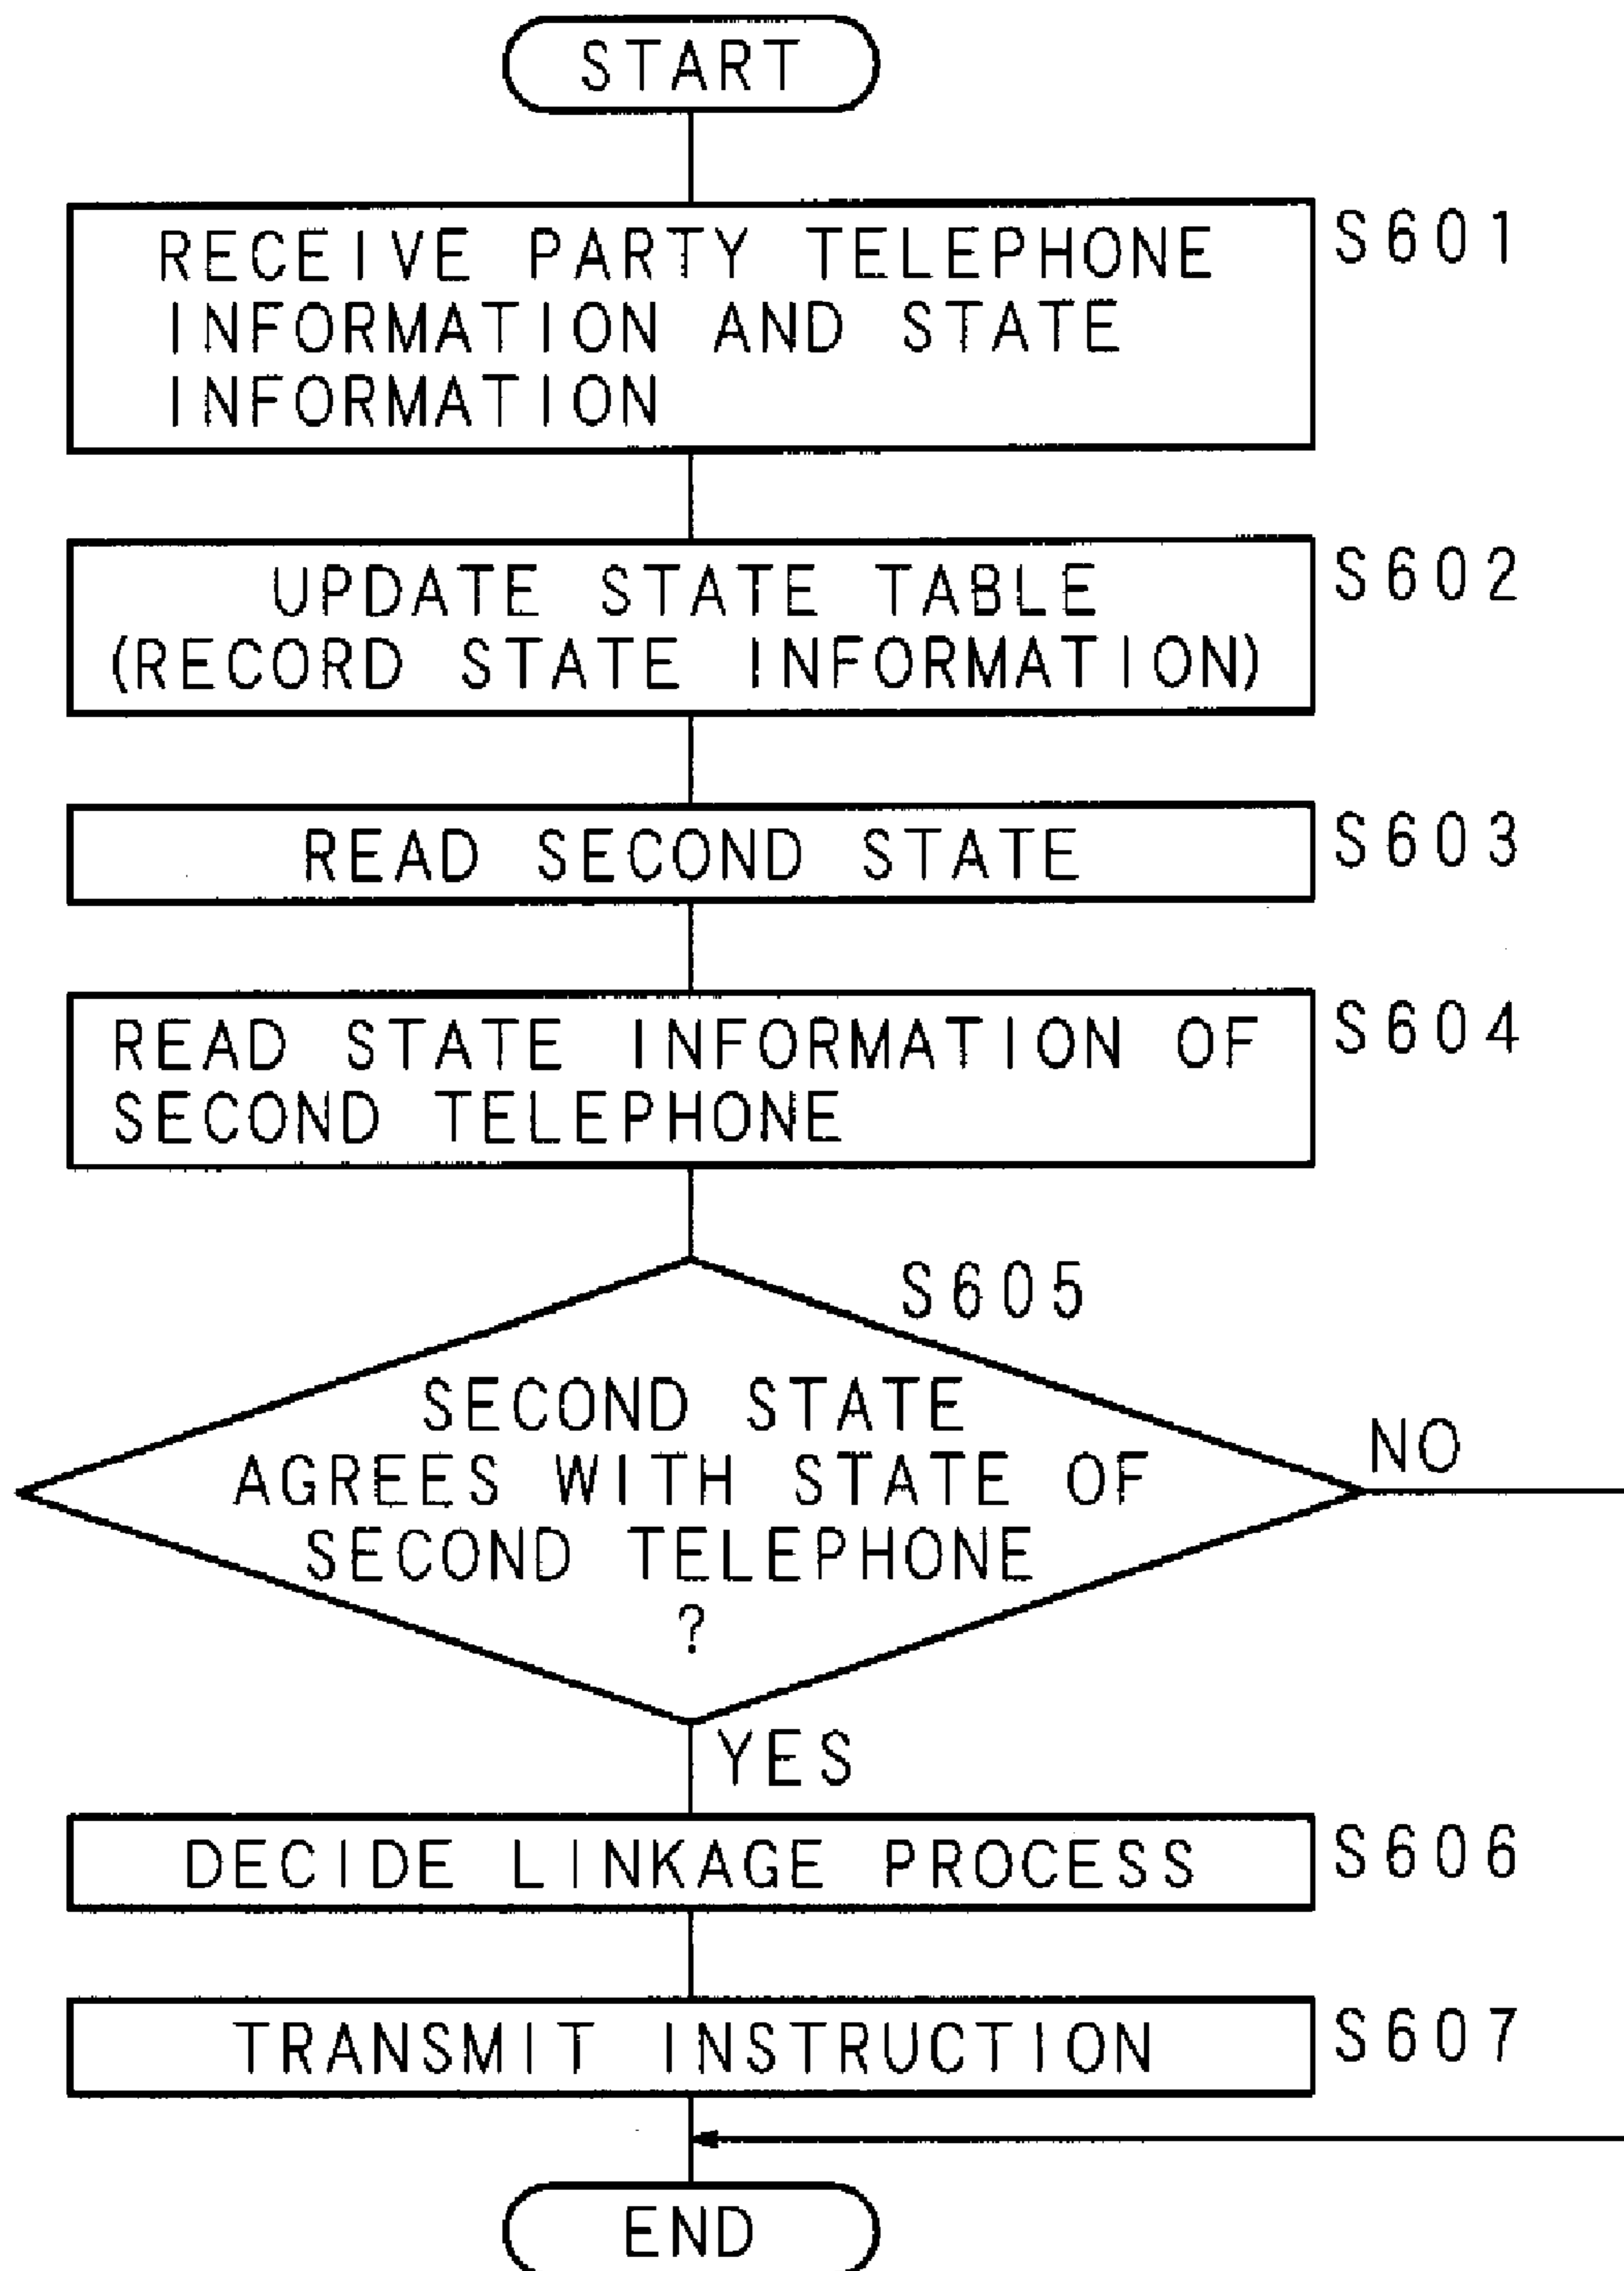 START
RECEIVE PARTY TELEPHONE
INFORMATION AND STATE
INFORMATION
S601
UPDATE STATE TABLE
(RECORD STATE INFORMATION)
S602
READ SECOND STATE
S603
READ STATE INFORMATION OF
SECOND TELEPHONE
S604
S605
SECOND STATE
AGREES WITH STATE OF
SECOND TELEPHONE
?
NO
YES
DECIDE LINKAGE PROCESS
S606
TRANSMIT INSTRUCTION
S607
END